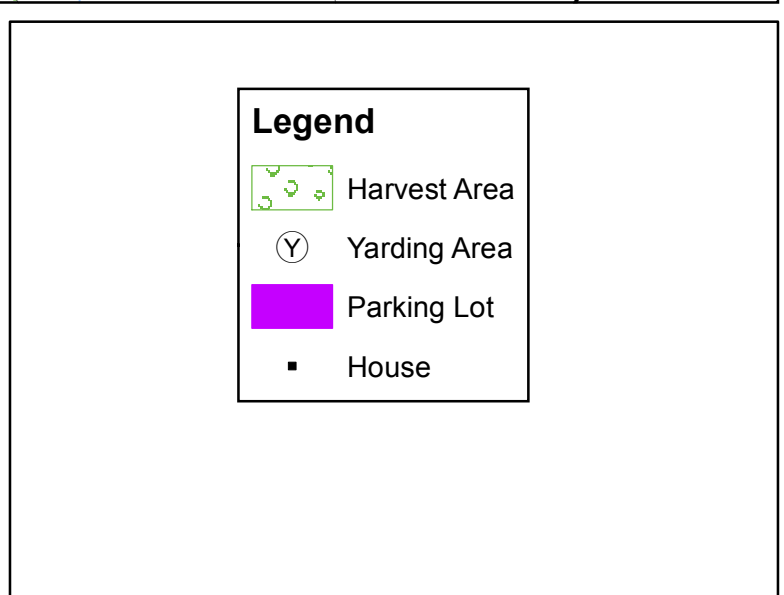 Legend
Harvest Area
Y Yarding Area
Parking Lot
House